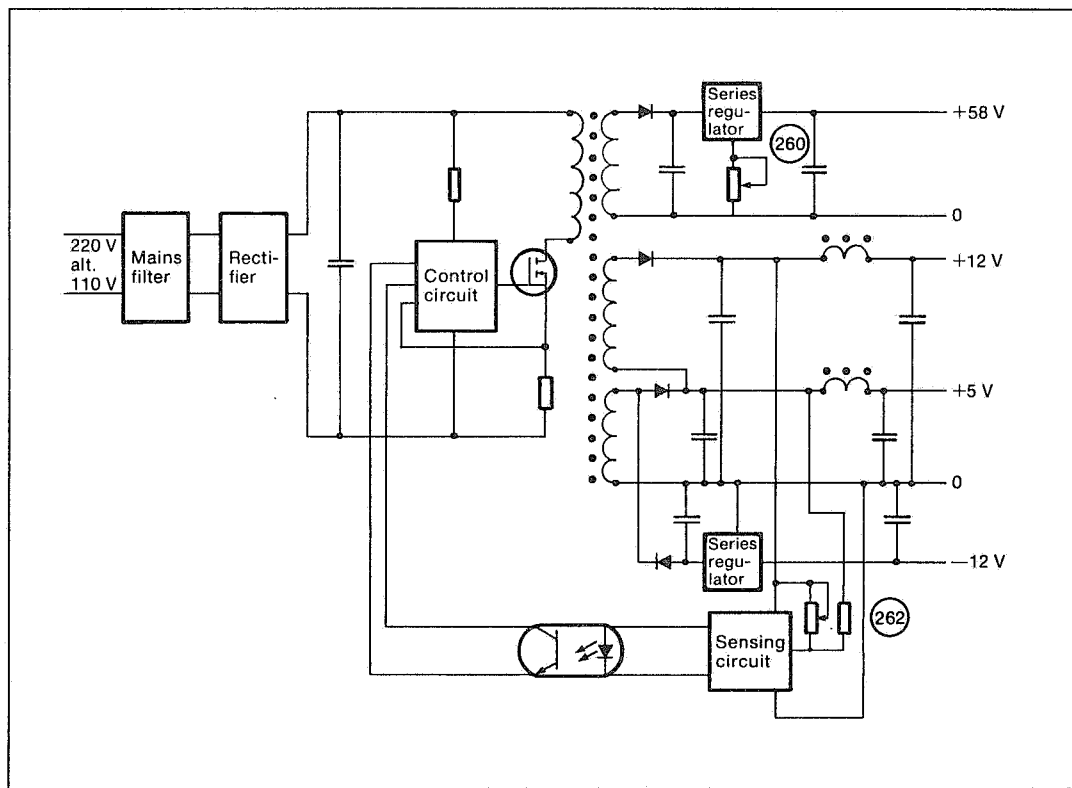 Series
regu-
lator
+58 V
260
0
220 V
alt.
110 V
Mains
filter
Recti-
fier
Control
circuit
+12 V
+5 V
0
Series
regu-
lator
—12 V
262
Sensing
circuit